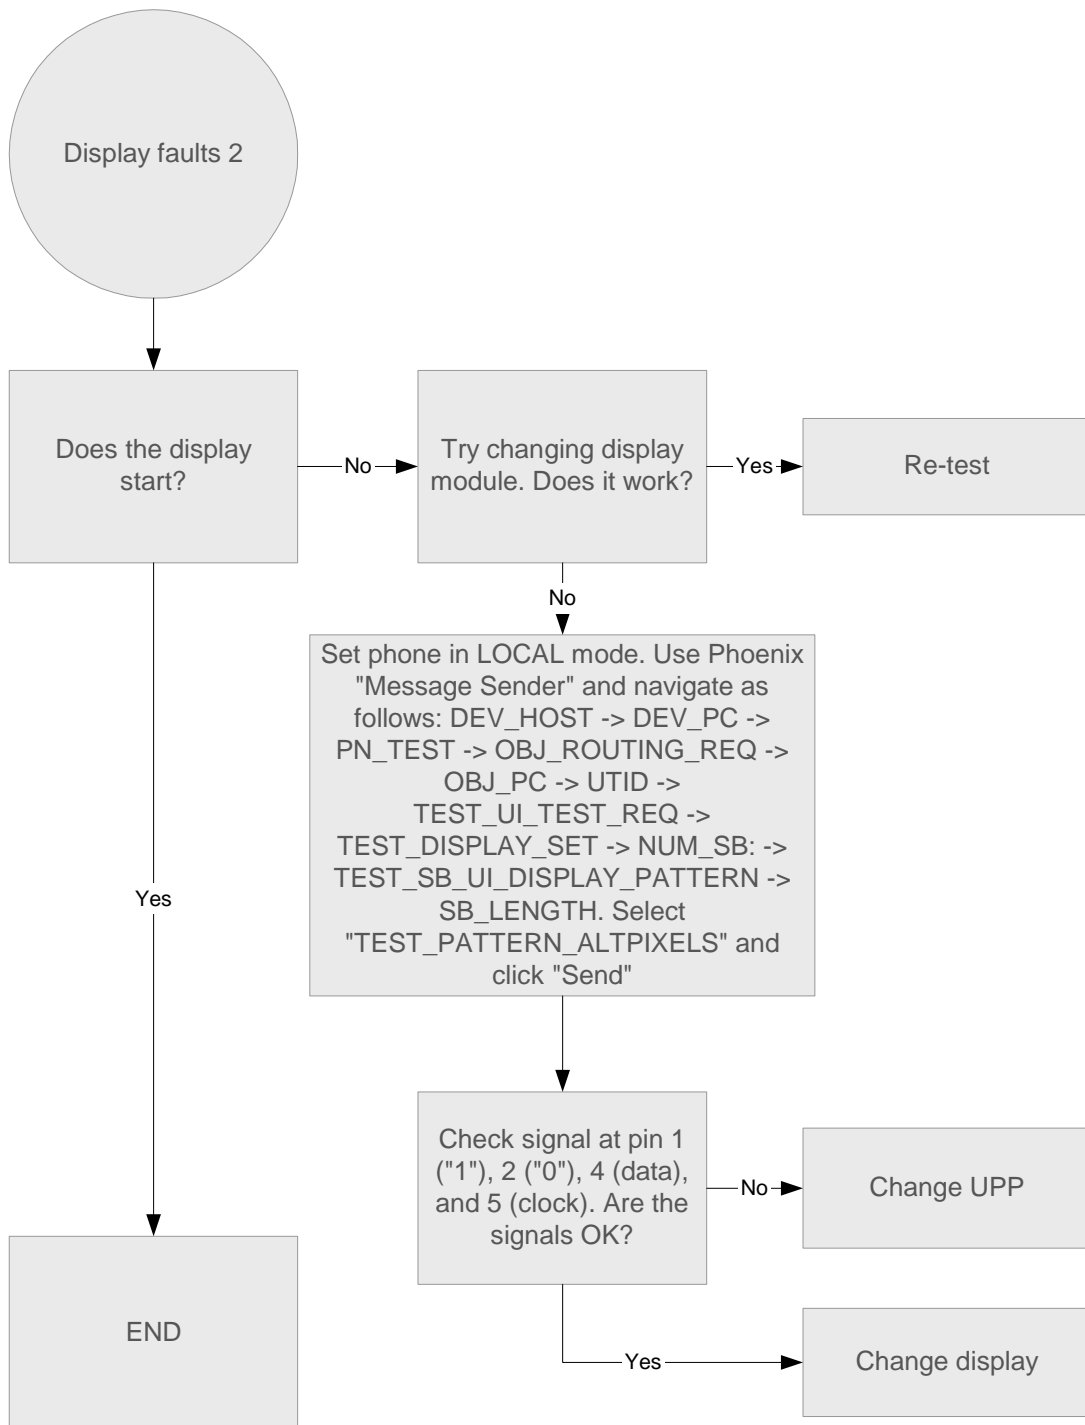 Display faults 2
Does the display
start?
No
Try changing display
module. Does it work?
Yes
Re-test
No
Set phone in LOCAL mode. Use Phoenix
"Message Sender" and navigate as
follows: DEV_HOST -> DEV_PC ->
PN_TEST -> OBJ_ROUTING_REQ ->
OBJ_PC -> UTID ->
TEST_UI_TEST_REQ ->
TEST_DISPLAY_SET -> NUM_SB: ->
TEST_SB_UI_DISPLAY_PATTERN ->
SB_LENGTH. Select
"TEST_PATTERN_ALTPIXELS" and
click "Send"
Yes
Check signal at pin 1
("1"), 2 ("0"), 4 (data),
and 5 (clock). Are the
signals OK?
No
Change UPP
END
Yes
Change display